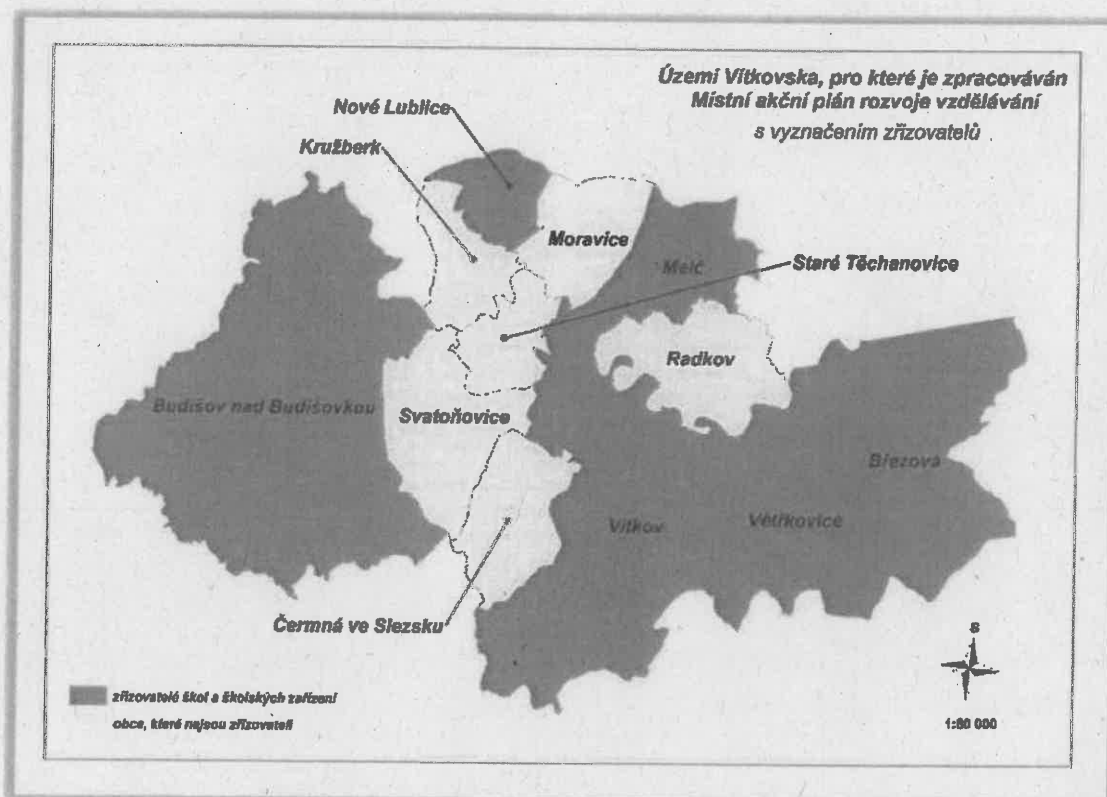 Území Vítkovska, pro které je zpracováván
Místní akční plán rozvoje vzdělávání
s vyznačením zřizovatelů
Nové Lublice
Kružberk
Moravice
Melč
Staré Těchanovice
Radkov
Budišov nad Budišovkou
Svatoňovice
Březová
Vítkov
Větřkovice
Čermná ve Slezsku
S
zřizovatelé škol a školských zařízení
obce, které nejsou zřizovateli
1:80 000